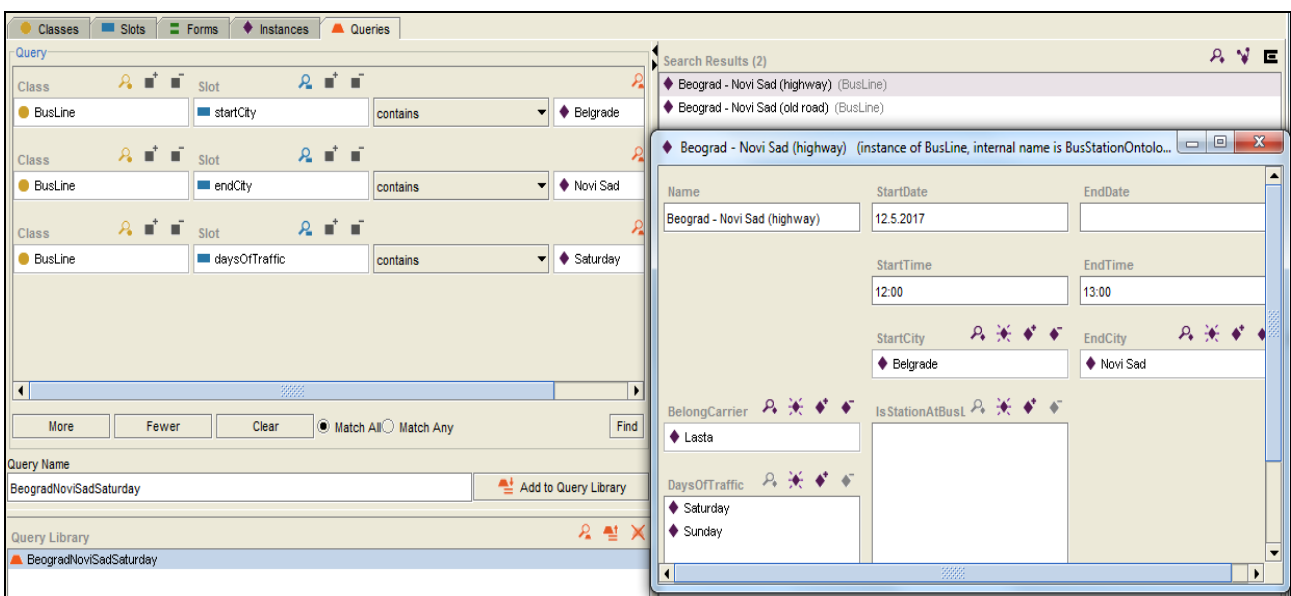 Classes Slots Forms Instances Queries
Query
Class Slot
BusLine startCity contains Belgrade
Class Slot
BusLine endCity contains Novi Sad
Class Slot
BusLine daysOfTraffic contains Saturday
More Fewer Clear Match All Match Any Find
Query Name
BeogradNoviSadSaturday Add to Query Library
Query Library
BeogradNoviSadSaturday
Search Results (2)
Beograd - Novi Sad (highway) (BusLine)
Beograd - Novi Sad (old road) (BusLine)
Beograd - Novi Sad (highway) (instance of BusLine, internal name is BusStationOntolo...
Name StartDate EndDate
Beograd - Novi Sad (highway) 12.5.2017
StartTime EndTime
12:00 13:00
StartCity EndCity
Belgrade Novi Sad
BelongCarrier IsStationAtBusL
Lasta
DaysOfTraffic
Saturday
Sunday